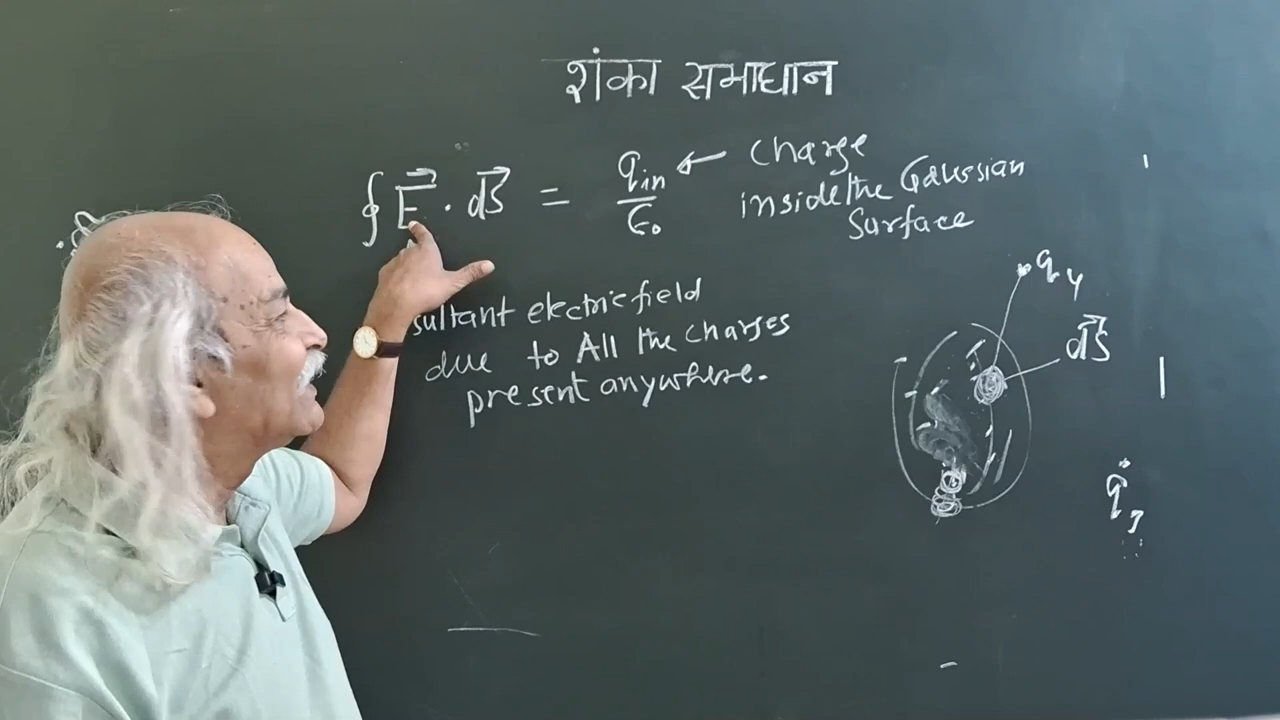 शंका समाधान
∮ E⃗ · dS⃗ = q_in / ε₀ ← charge
inside the Gaussian
Surface
sultant electric field
due to All the charges
present anywhere.
q₄
dS⃗
q₃